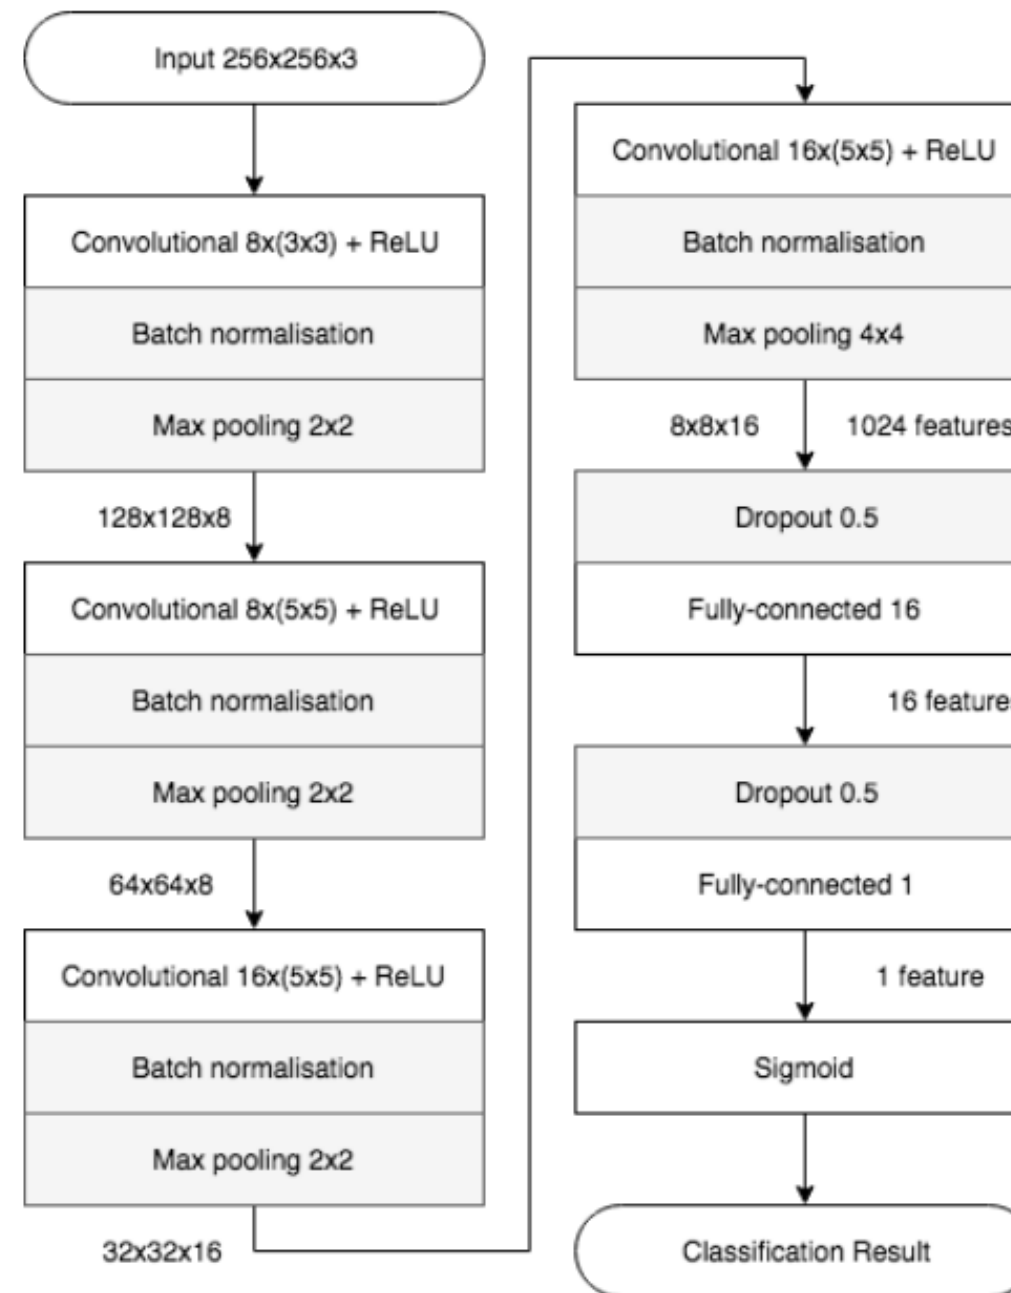 Input 256x256x3
Convolutional 8x(3x3) + ReLU
Batch normalisation
Max pooling 2x2
128x128x8
Convolutional 8x(5x5) + ReLU
Batch normalisation
Max pooling 2x2
64x64x8
Convolutional 16x(5x5) + ReLU
Batch normalisation
Max pooling 2x2
32x32x16
Convolutional 16x(5x5) + ReLU
Batch normalisation
Max pooling 4x4
8x8x16
1024 features
Dropout 0.5
Fully-connected 16
16 feature
Dropout 0.5
Fully-connected 1
1 feature
Sigmoid
Classification Result